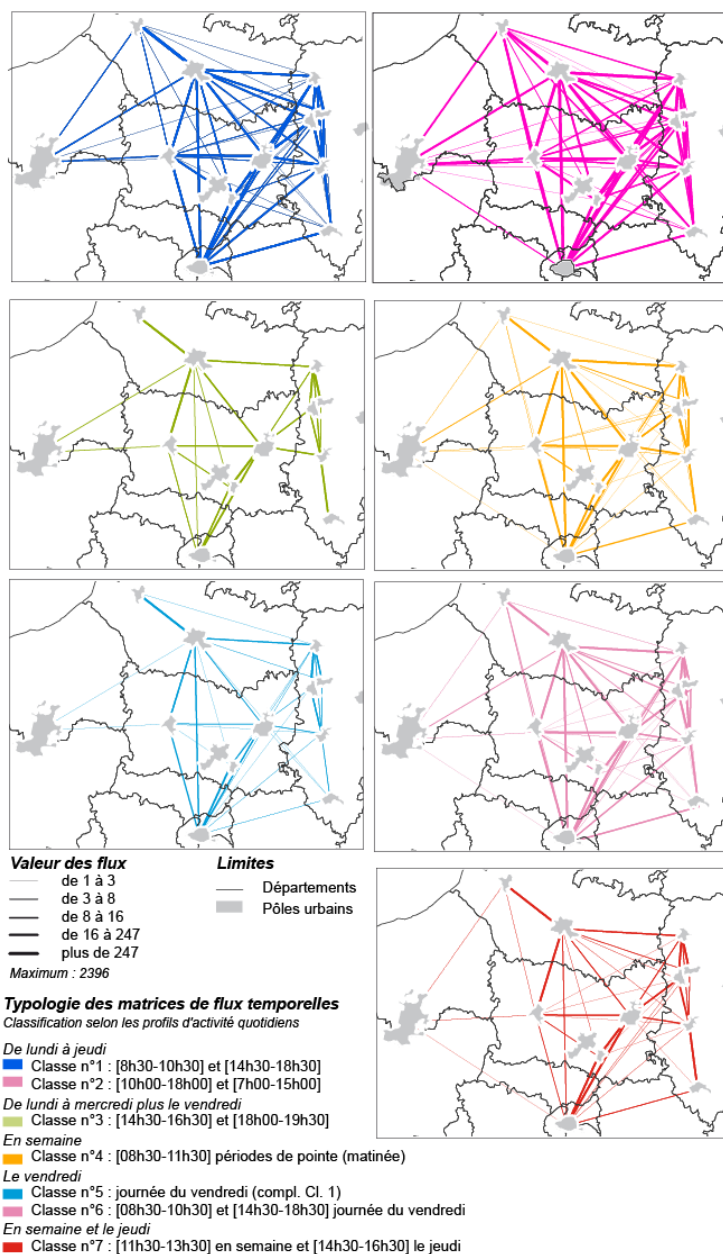 Valeur des flux
de 1 à 3
de 3 à 8
de 8 à 16
de 16 à 247
plus de 247
Maximum : 2396
Limites
Départements
Pôles urbains
Typologie des matrices de flux temporelles
Classification selon les profils d'activité quotidiens
De lundi à jeudi
Classe n°1 : [8h30-10h30] et [14h30-18h30]
Classe n°2 : [10h00-18h00] et [7h00-15h00]
De lundi à mercredi plus le vendredi
Classe n°3 : [14h30-16h30] et [18h00-19h30]
En semaine
Classe n°4 : [08h30-11h30] périodes de pointe (matinée)
Le vendredi
Classe n°5 : journée du vendredi (compl. Cl. 1)
Classe n°6 : [08h30-10h30] et [14h30-18h30] journée du vendredi
En semaine et le jeudi
Classe n°7 : [11h30-13h30] en semaine et [14h30-16h30] le jeudi